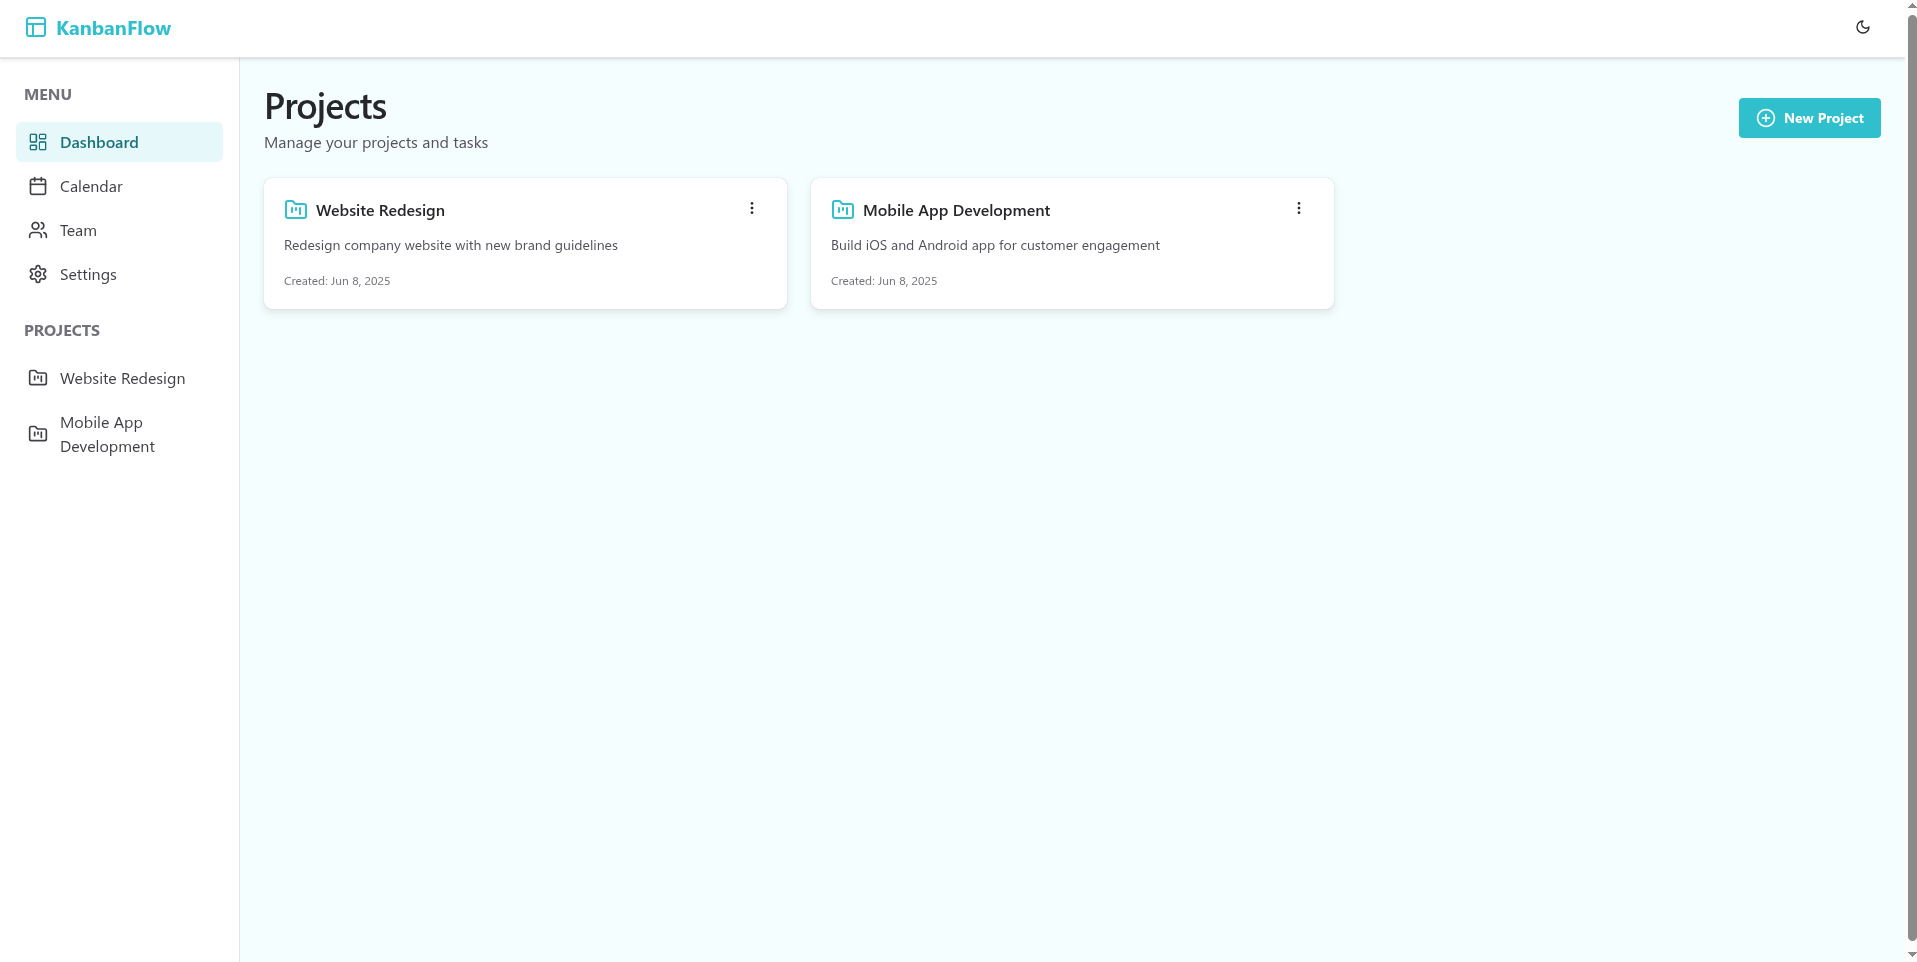 KanbanFlow
MENU
Dashboard
Calendar
Team
Settings
PROJECTS
Website Redesign
Mobile App
Development
Projects
Manage your projects and tasks
New Project
Website Redesign
Redesign company website with new brand guidelines
Created: Jun 8, 2025
Mobile App Development
Build iOS and Android app for customer engagement
Created: Jun 8, 2025